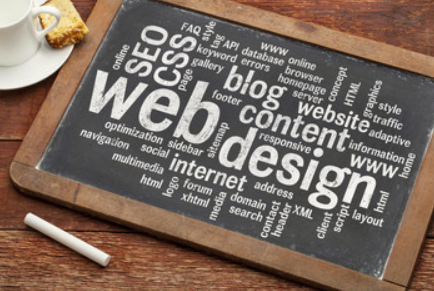 FAQ style
tag API www
SEO keyword database online
online CSS errors browser concept
gallery homepage HTML graphics
page blog server style
web footer content website traffic
adaptive
optimization sidebar sitemap responsive information
navigation social design www home
multimedia internet address html
html logo forum domain XML layout
xhtml media search contact header client script